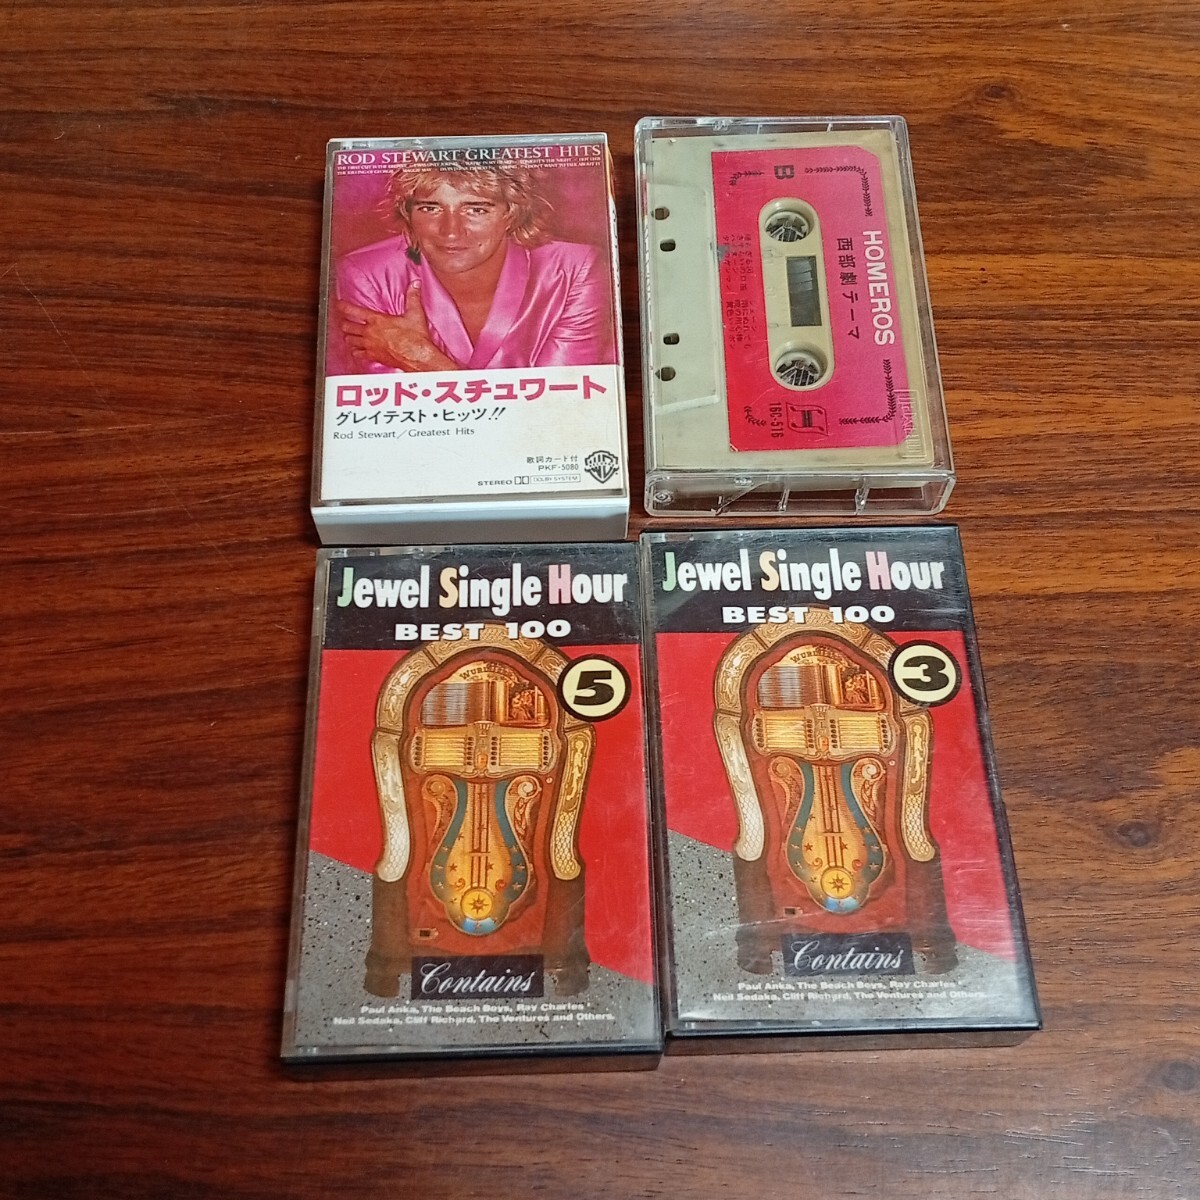 ROD STEWART GREATEST HITS
ロッド・スチュワート
グレイテスト・ヒッツ!!
Rod Stewart/Greatest Hits
歌詞カード付
PKF-5080
STEREO DOLBY SYSTEM
B
HOMEROS
西部劇 テーマ
16C-516
Jewel Single Hour
BEST 100
5
WURLITZER
Contains
Paul Anka, The Beach Boys, Ray Charles
Neil Sedaka, Cliff Richard, The Ventures and Others.
Jewel Single Hour
BEST 100
3
WURLITZER
Contains
Paul Anka, The Beach Boys, Ray Charles
Neil Sedaka, Cliff Richard, The Ventures and Others.